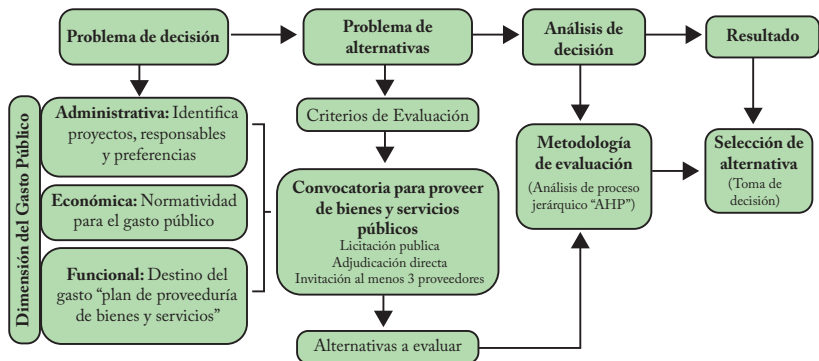 Problema de decisión
Problema de
alternativas
Análisis de
decisión
Resultado
Dimensión del Gasto Público
Administrativa: Identifica
proyectos, responsables
y preferencias
Económica: Normatividad
para el gasto público
Funcional: Destino del
gasto “plan de proveeduría
de bienes y servicios”
Criterios de Evaluación
Convocatoria para proveer
de bienes y servicios
públicos
Licitación publica
Adjudicación directa
Invitación al menos 3 proveedores
Alternativas a evaluar
Metodología
de evaluación
(Análisis de proceso
jerárquico “AHP”)
Selección de
alternativa
(Toma de
decisión)